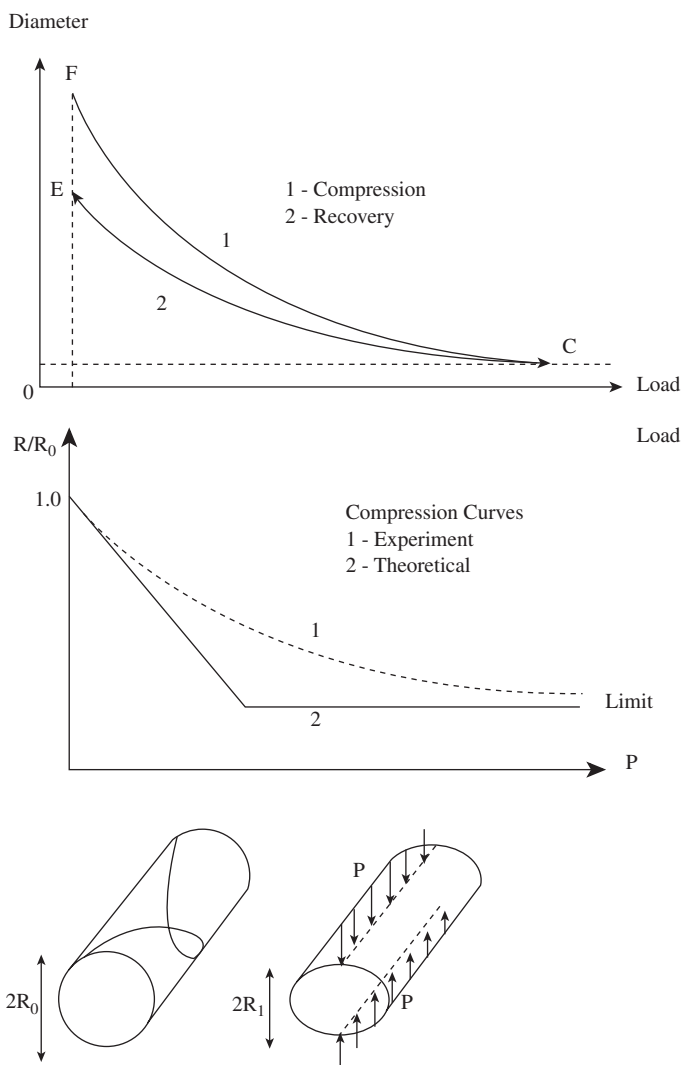 Diameter
F
E
1 - Compression
2 - Recovery
1
2
C
0
Load
Load
R/R0
1.0
Compression Curves
1 - Experiment
2 - Theoretical
1
Limit
2
P
P
2R0
2R1
P